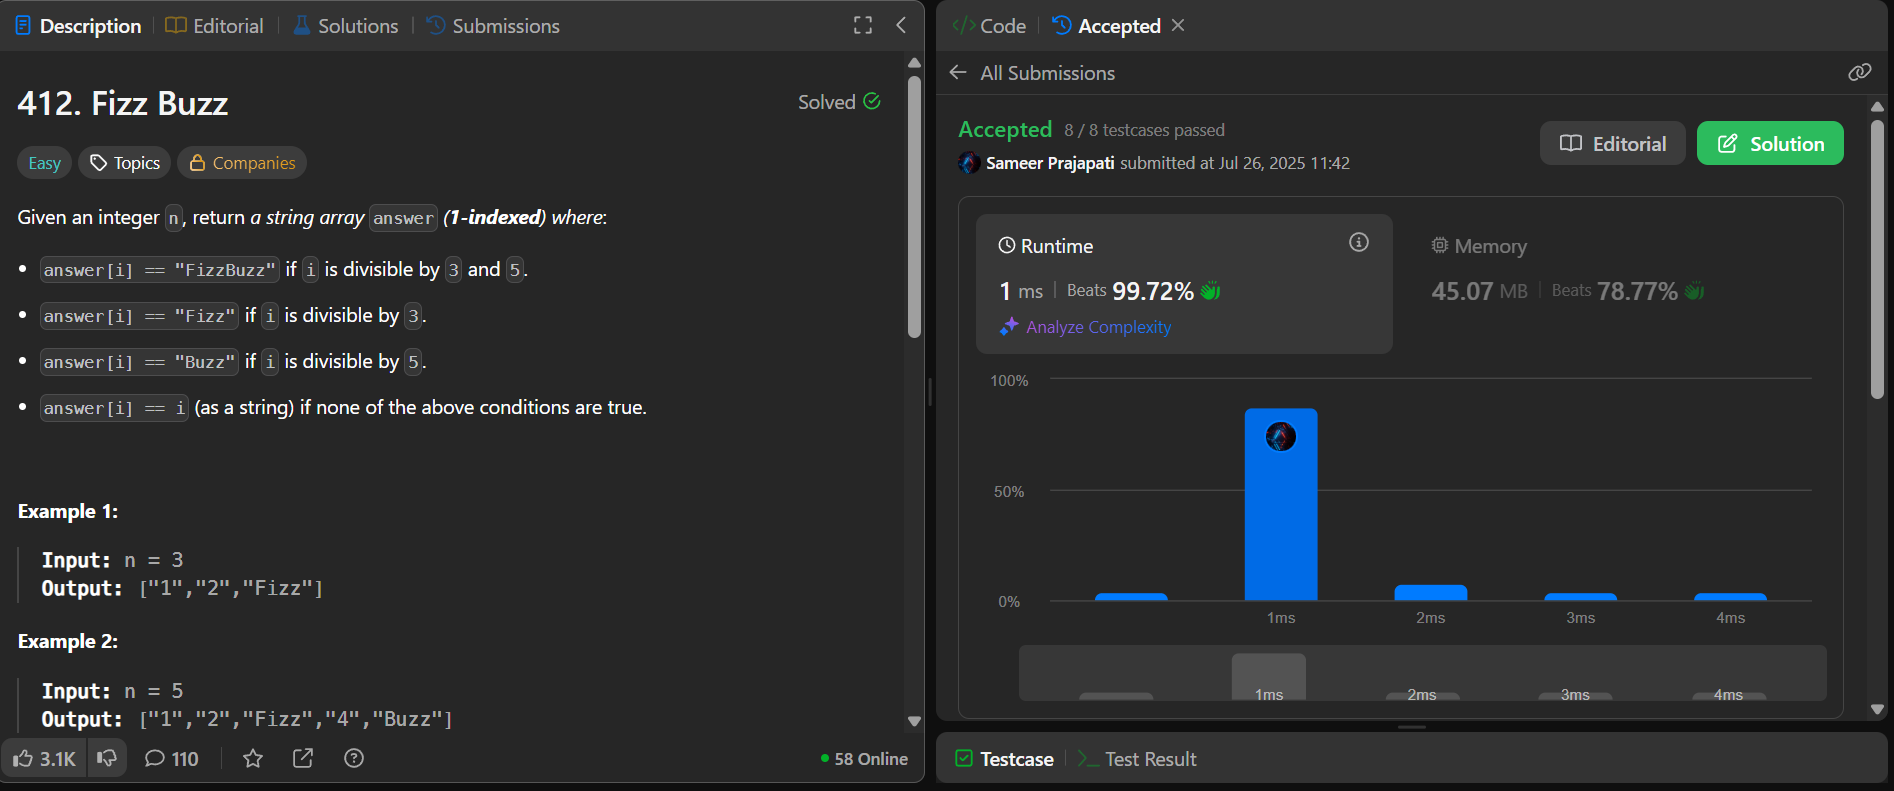 Description Editorial Solutions Submissions
412. Fizz Buzz
Solved
Easy Topics Companies
Given an integer n, return a string array answer (1-indexed) where:
• answer[i] == "FizzBuzz" if i is divisible by 3 and 5.
• answer[i] == "Fizz" if i is divisible by 3.
• answer[i] == "Buzz" if i is divisible by 5.
• answer[i] == i (as a string) if none of the above conditions are true.
Example 1:
Input: n = 3
Output: ["1","2","Fizz"]
Example 2:
Input: n = 5
Output: ["1","2","Fizz","4","Buzz"]
3.1K 110 58 Online
</> Code Accepted
All Submissions
Accepted 8 / 8 testcases passed
Sameer Prajapati submitted at Jul 26, 2025 11:42
Editorial Solution
Runtime
1 ms Beats 99.72%
Analyze Complexity
Memory
45.07 MB Beats 78.77%
100%
50%
0%
1ms 2ms 3ms 4ms
1ms 2ms 3ms 4ms
Testcase >_ Test Result